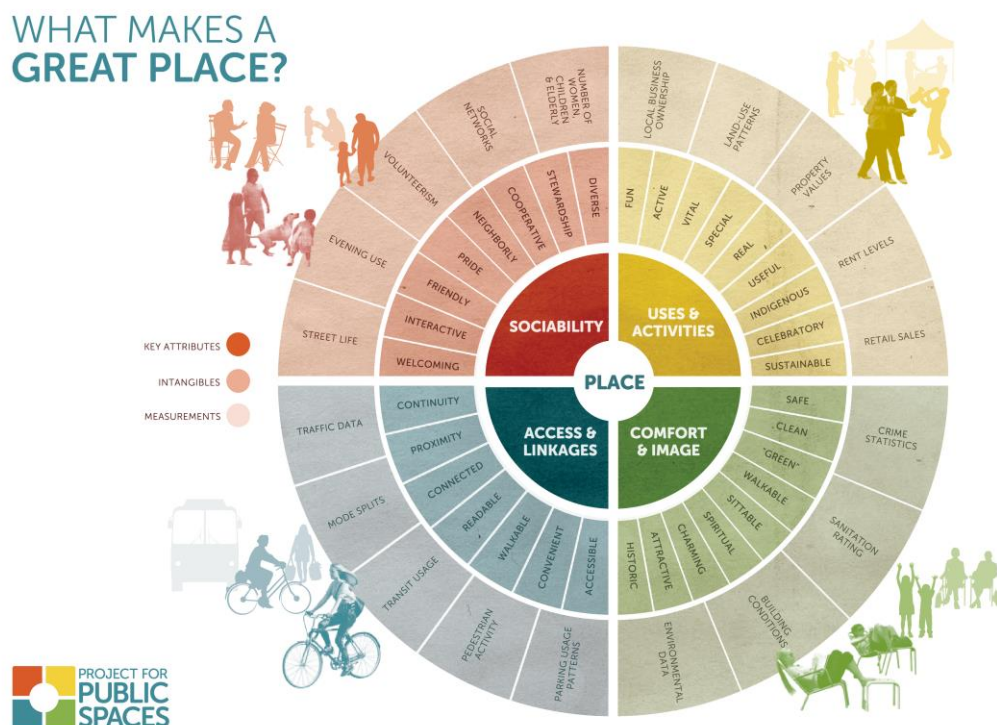 WHAT MAKES A
GREAT PLACE?
NUMBER OF
WOMEN,
CHILDREN
& ELDERLY
SOCIAL
NETWORKS
VOLUNTEERISM
EVENING USE
STREET LIFE
DIVERSE
STEWARDSHIP
COOPERATIVE
NEIGHBORLY
PRIDE
FRIENDLY
INTERACTIVE
WELCOMING
SOCIABILITY
LOCAL BUSINESS
OWNERSHIP
LAND-USE
PATTERNS
PROPERTY
VALUES
RENT LEVELS
RETAIL SALES
FUN
ACTIVE
VITAL
SPECIAL
REAL
USEFUL
INDIGENOUS
CELEBRATORY
SUSTAINABLE
USES &
ACTIVITIES
PLACE
KEY ATTRIBUTES
INTANGIBLES
MEASUREMENTS
ACCESS &
LINKAGES
CONTINUITY
PROXIMITY
CONNECTED
READABLE
WALKABLE
CONVENIENT
ACCESSIBLE
TRAFFIC DATA
MODE SPLITS
TRANSIT USAGE
PEDESTRIAN
ACTIVITY
PARKING USAGE
PATTERNS
COMFORT
& IMAGE
SAFE
CLEAN
"GREEN"
WALKABLE
SITTABLE
SPIRITUAL
CHARMING
ATTRACTIVE
HISTORIC
CRIME
STATISTICS
SANITATION
RATING
BUILDING
CONDITIONS
ENVIRONMENTAL
DATA
PROJECT FOR
PUBLIC
SPACES